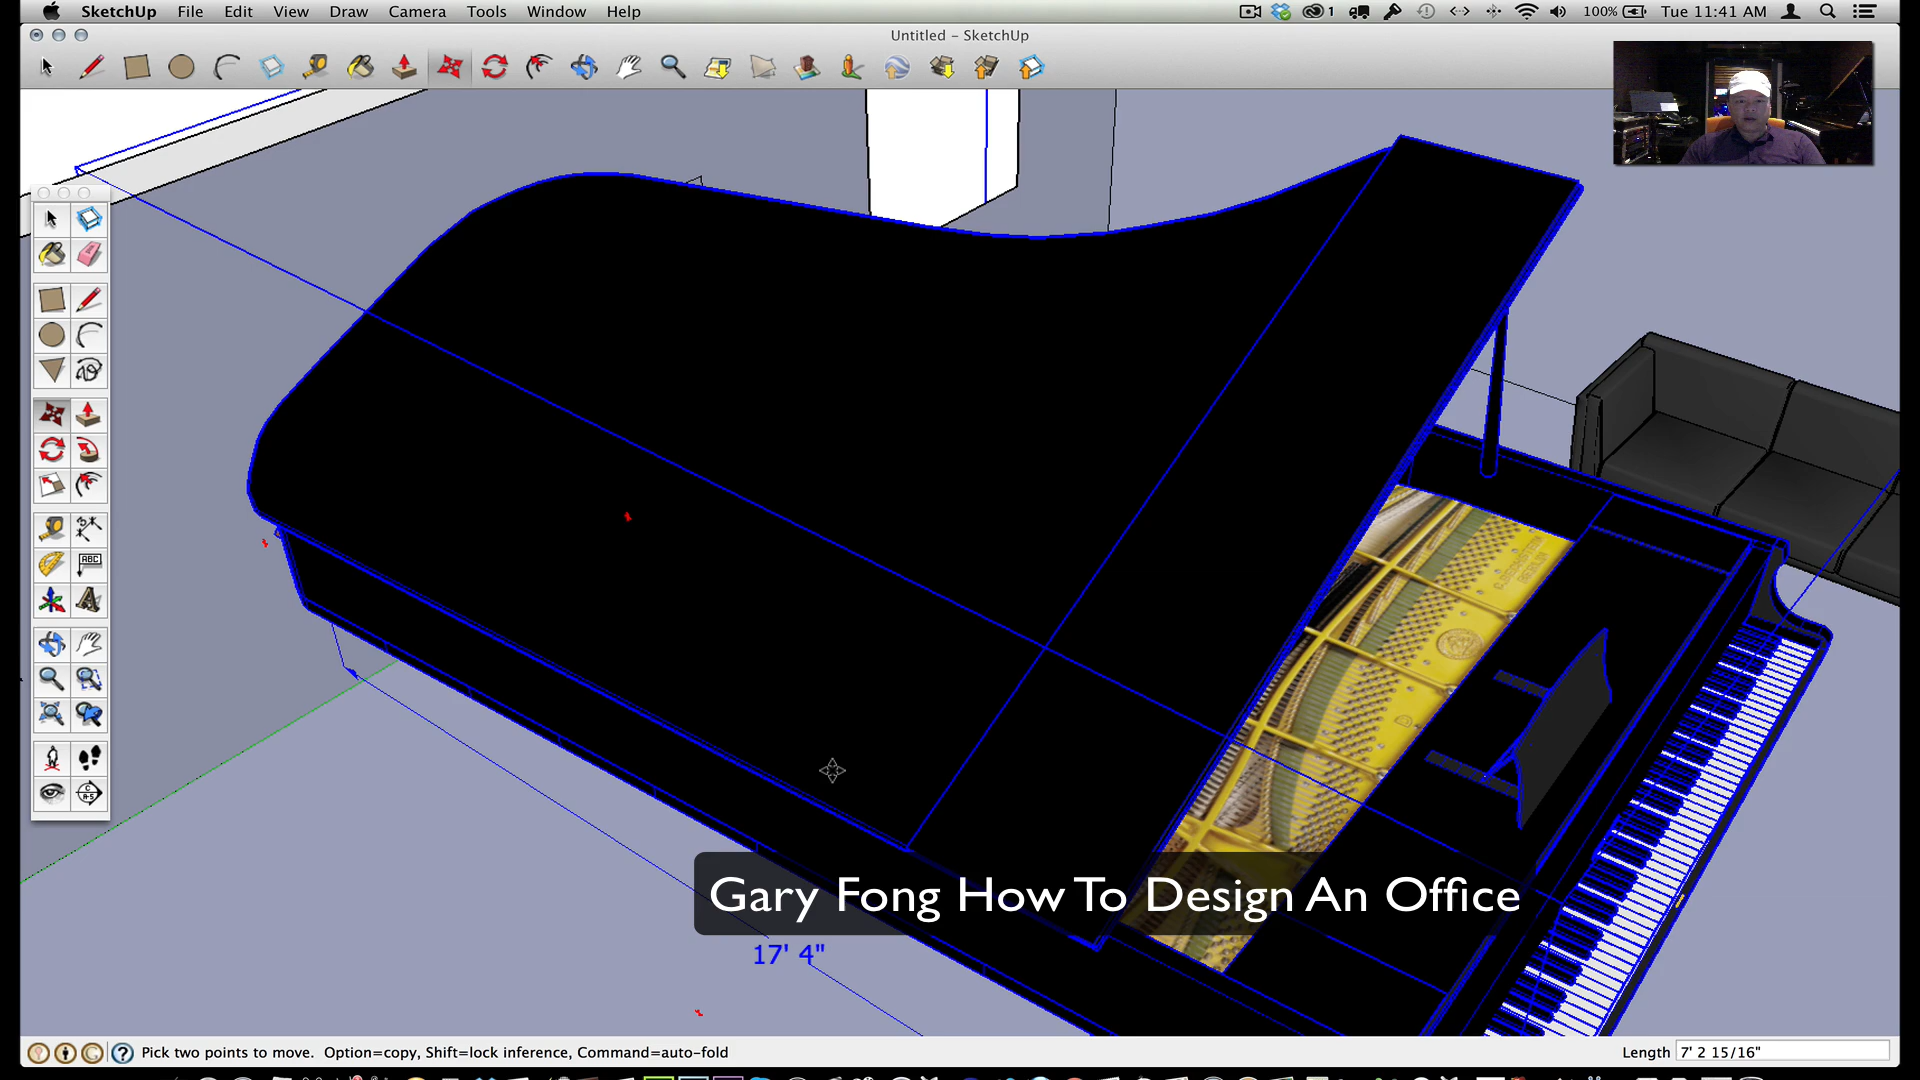 SketchUp File Edit View Draw Camera Tools Window Help 1 100% Tue 11:41 AM
Untitled – SketchUp
ABC
Gary Fong How To Design An Office
17' 4"
Pick two points to move. Option=copy, Shift=lock inference, Command=auto-fold Length 7' 2 15/16"